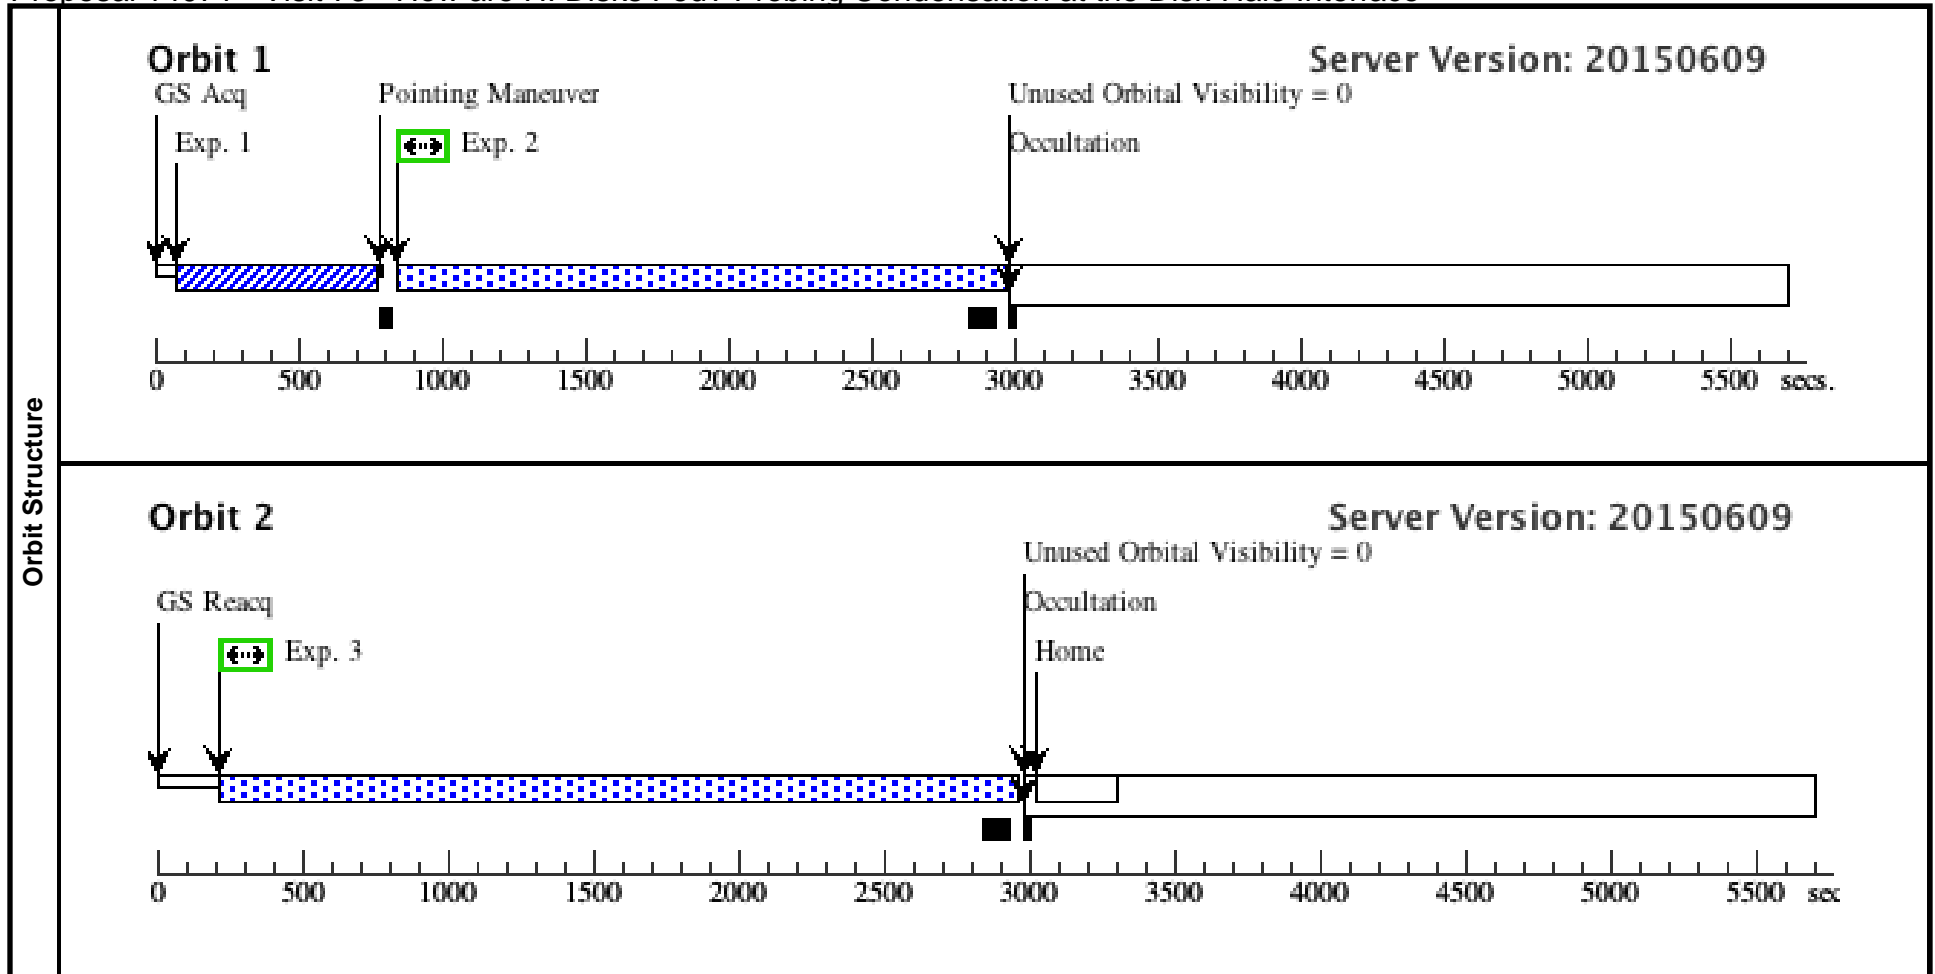 Orbit Structure
Orbit 1
Server Version: 20150609
GS Acq
Pointing Maneuver
Unused Orbital Visibility = 0
Exp. 1
Exp. 2
Occultation
0 500 1000 1500 2000 2500 3000 3500 4000 4500 5000 5500 secs.
Orbit 2
Server Version: 20150609
Unused Orbital Visibility = 0
GS Reacq
Occultation
Exp. 3
Home
0 500 1000 1500 2000 2500 3000 3500 4000 4500 5000 5500 sec